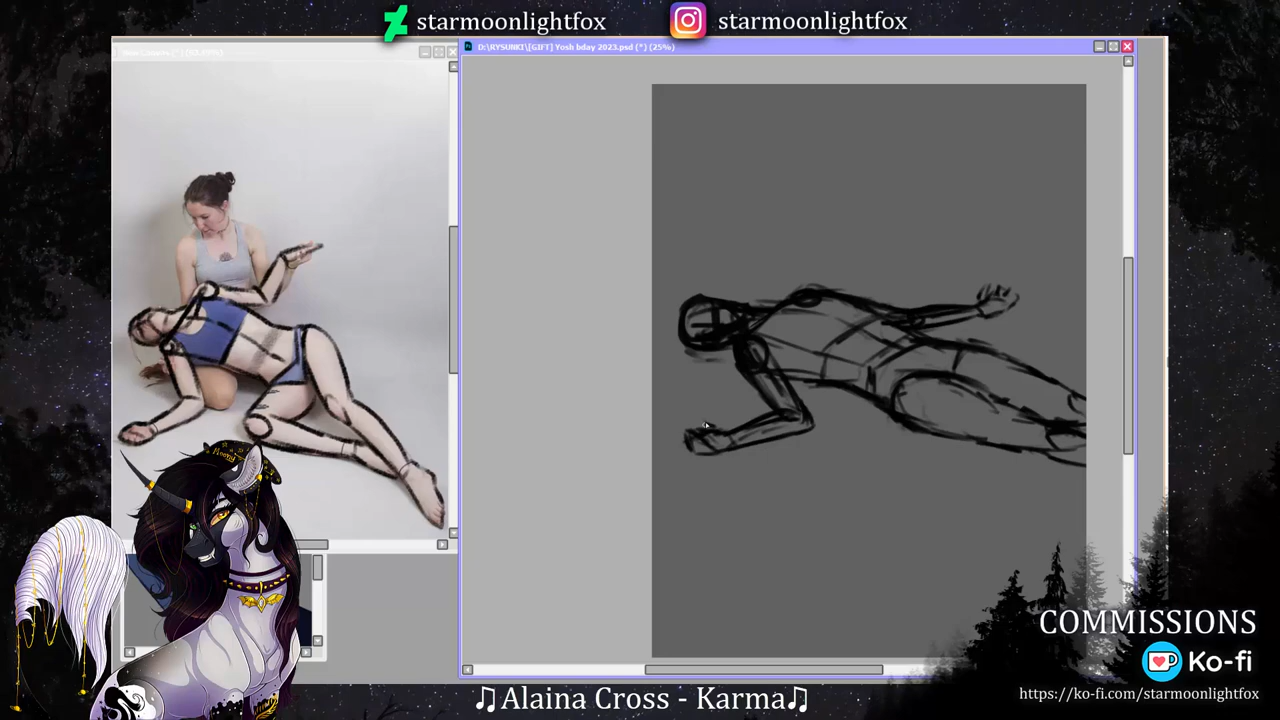 starmoonlightfox
starmoonlightfox
D:\RYSUNKI\[GIFT] Yosh bday 2023.psd (*) (25%)
COMMISSIONS
Ko-fi
https://ko-fi.com/starmoonlightfox
♫Alaina Cross - Karma♫